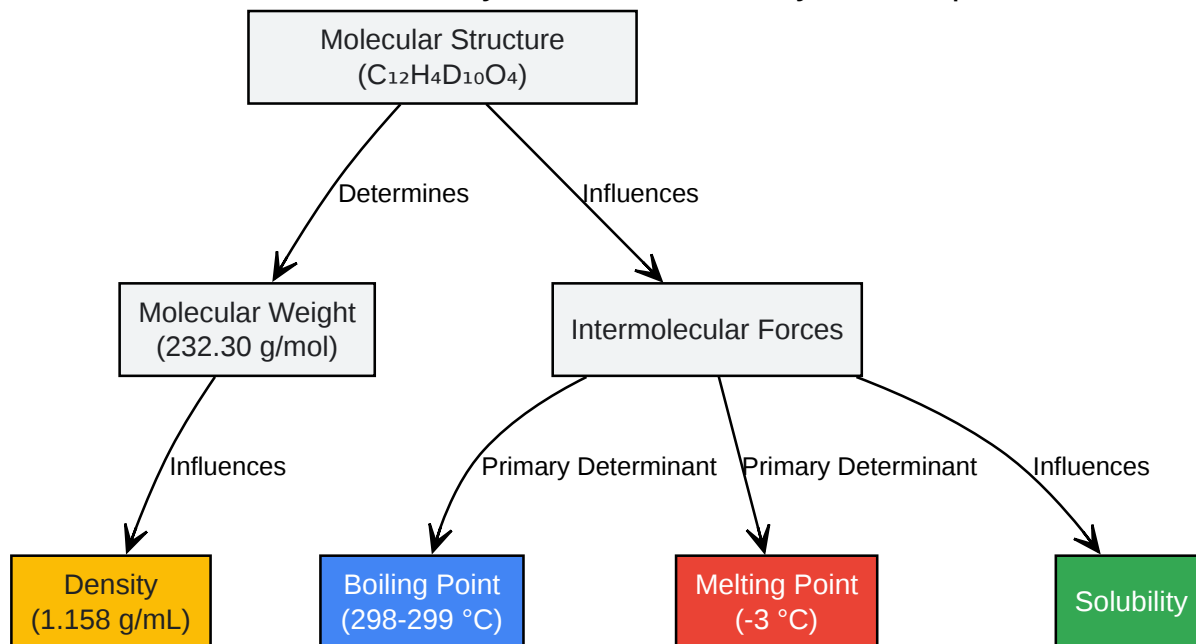 Molecular Structure
(C₁₂H₄D₁₀O₄)
Determines
Influences
Molecular Weight
(232.30 g/mol)
Intermolecular Forces
Influences
Primary Determinant
Primary Determinant
Influences
Density
(1.158 g/mL)
Boiling Point
(298-299 °C)
Melting Point
(-3 °C)
Solubility